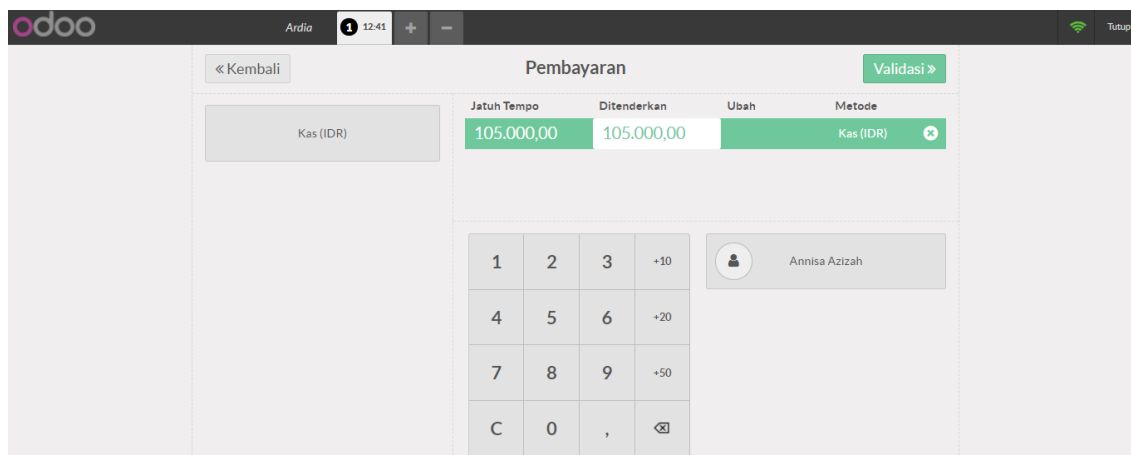 odoo Ardia 1 12:41 Tutup
« Kembali Pembayaran Validasi »
Kas (IDR)
Jatuh Tempo Ditenderkan Ubah Metode
105.000,00 105.000,00 Kas (IDR)
1 2 3 +10
Annisa Azizah
4 5 6 +20
7 8 9 +50
C 0 ,